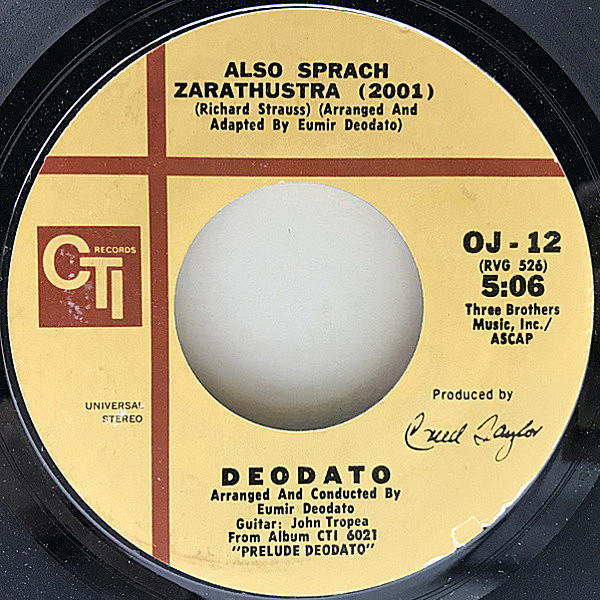 ALSO SPRACH
ZARATHUSTRA (2001)
(Richard Strauss) (Arranged And
Adapted By Eumir Deodato)
CTI RECORDS
OJ - 12
(RVG 526)
5:06
Three Brothers
Music, Inc./
ASCAP
UNIVERSAL
STEREO
Produced by
Creed Taylor
DEODATO
Arranged And Conducted By
Eumir Deodato
Guitar: John Tropea
From Album CTI 6021
"PRELUDE DEODATO"